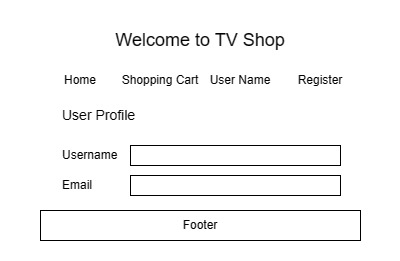 Welcome to TV Shop
Home Shopping Cart User Name Register
User Profile
Username
Email
Footer